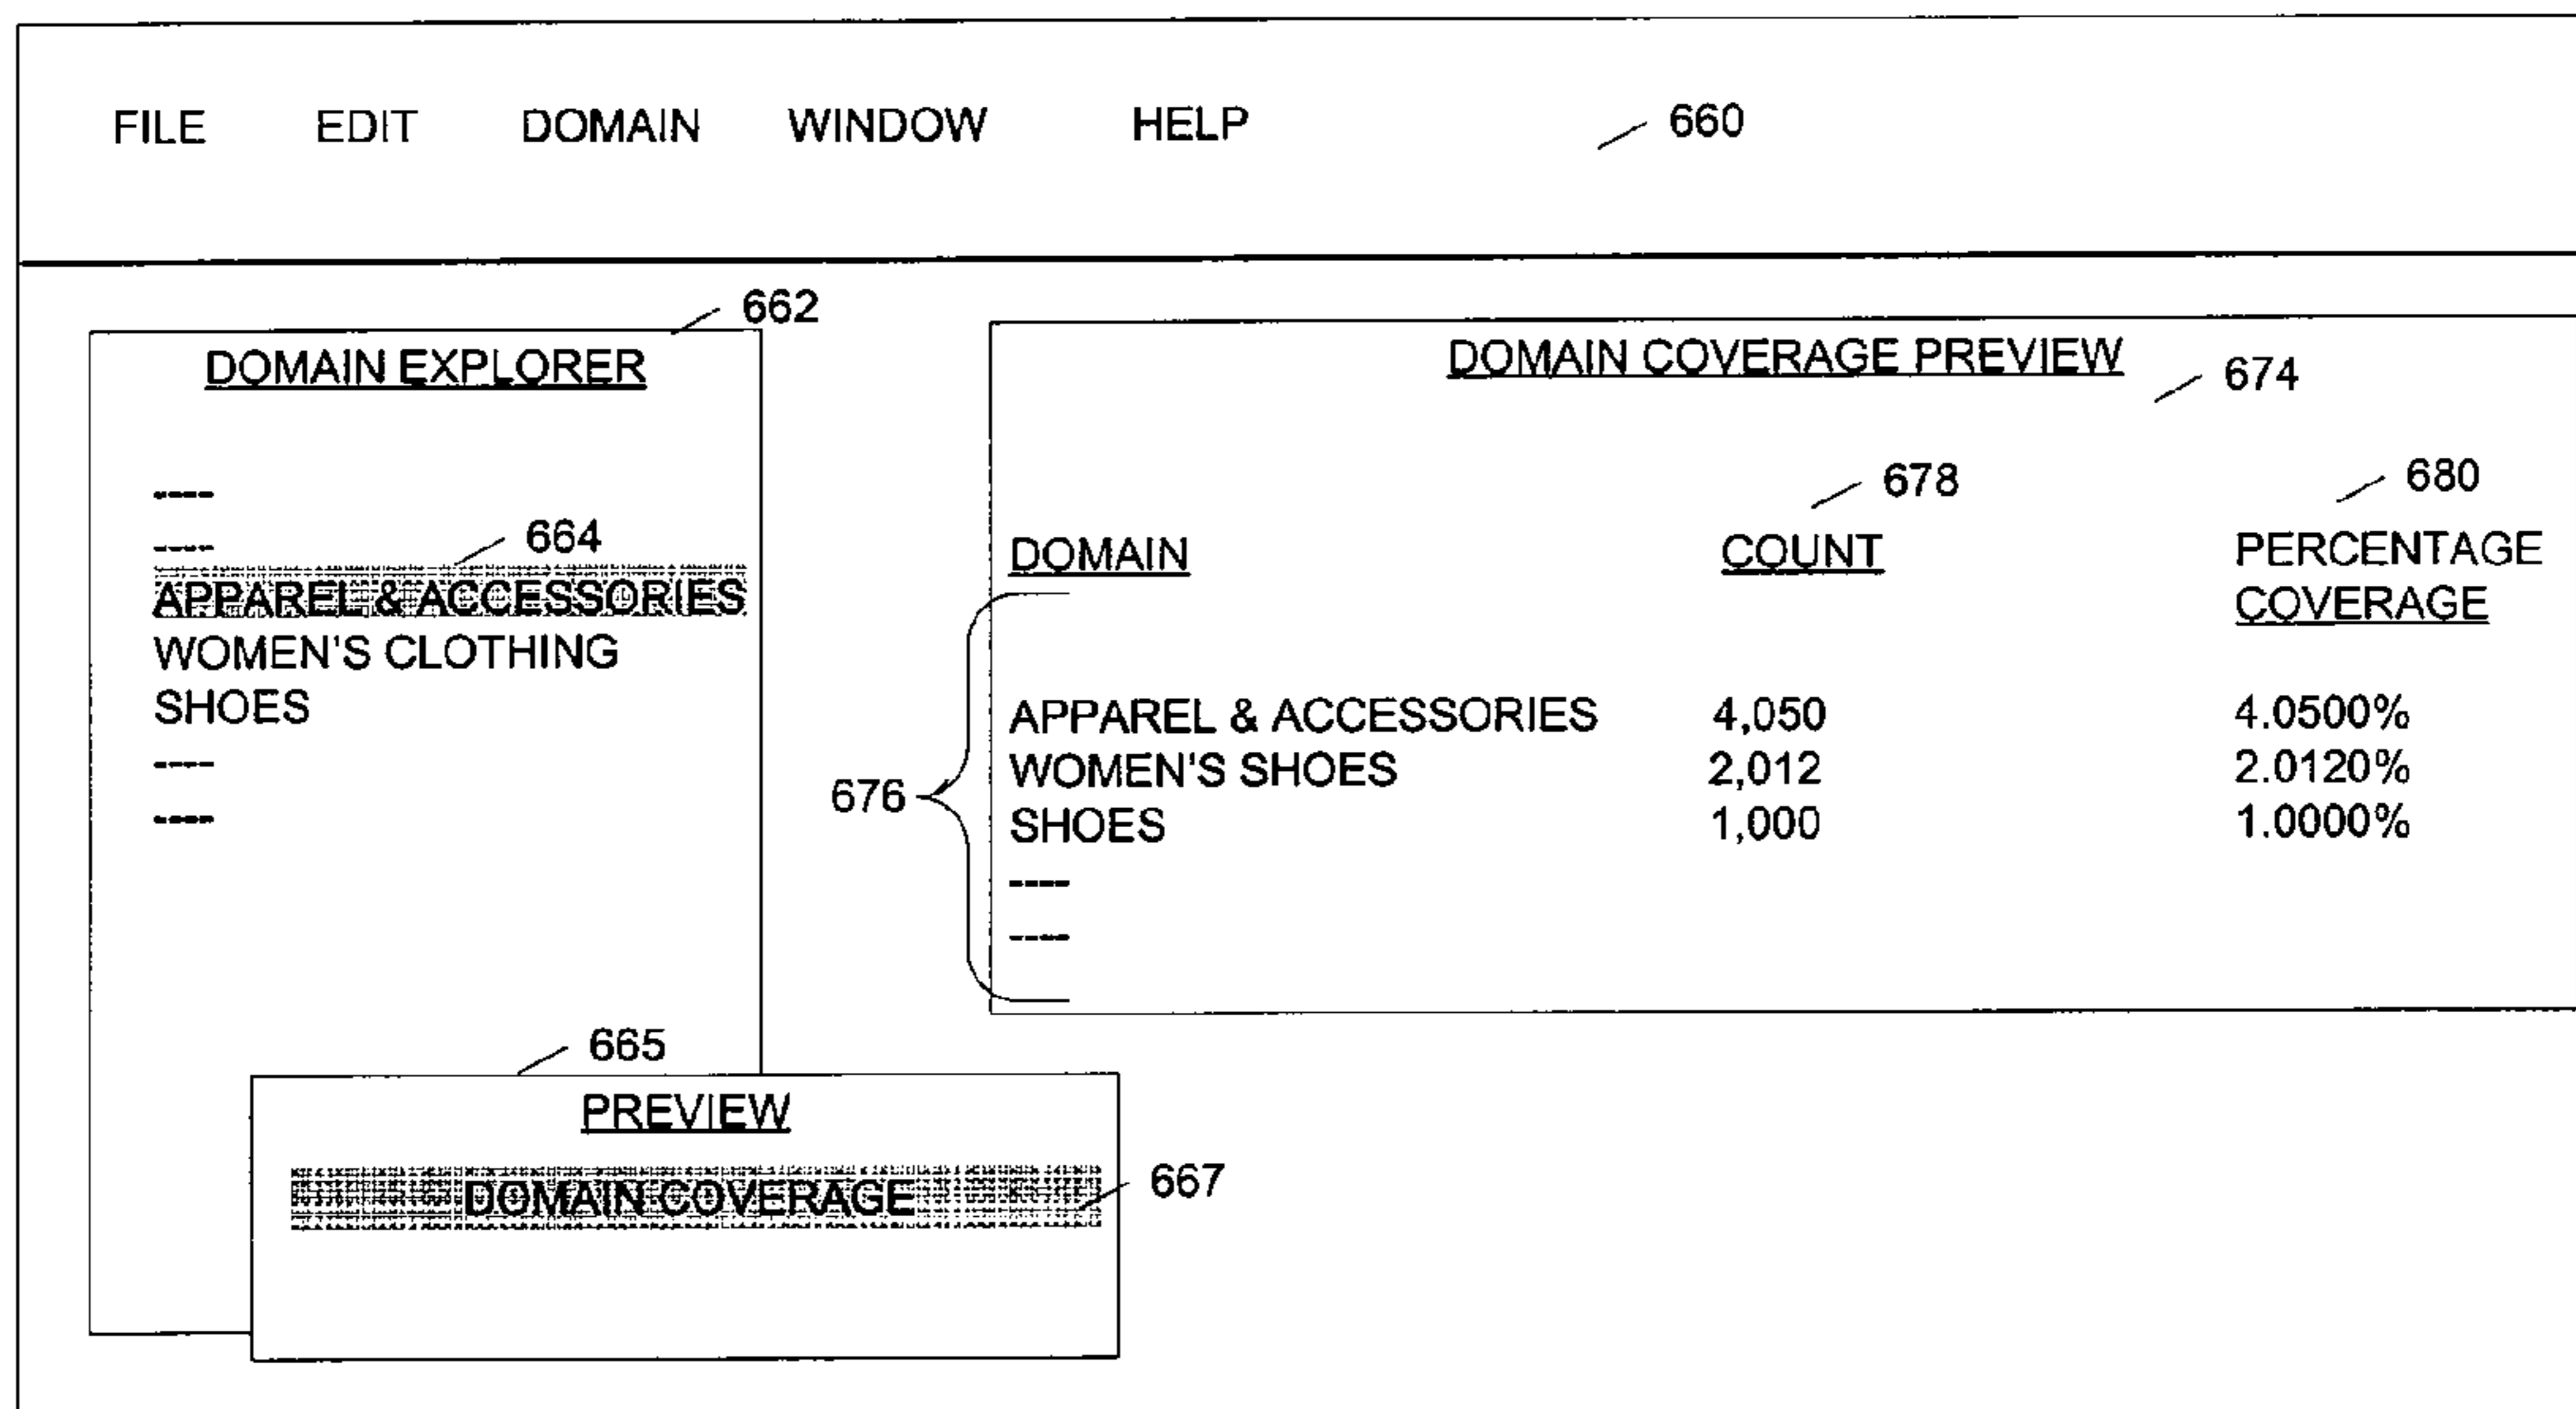 FILE EDIT DOMAIN WINDOW HELP 660
662
DOMAIN EXPLORER
----
----
664
APPAREL & ACCESSORIES
WOMEN'S CLOTHING
SHOES
----
----
DOMAIN COVERAGE PREVIEW
674
678 680
DOMAIN COUNT PERCENTAGE
COVERAGE
676
APPAREL & ACCESSORIES 4,050 4.0500%
WOMEN'S SHOES 2,012 2.0120%
SHOES 1,000 1.0000%
----
----
665
PREVIEW
DOMAIN COVERAGE 667